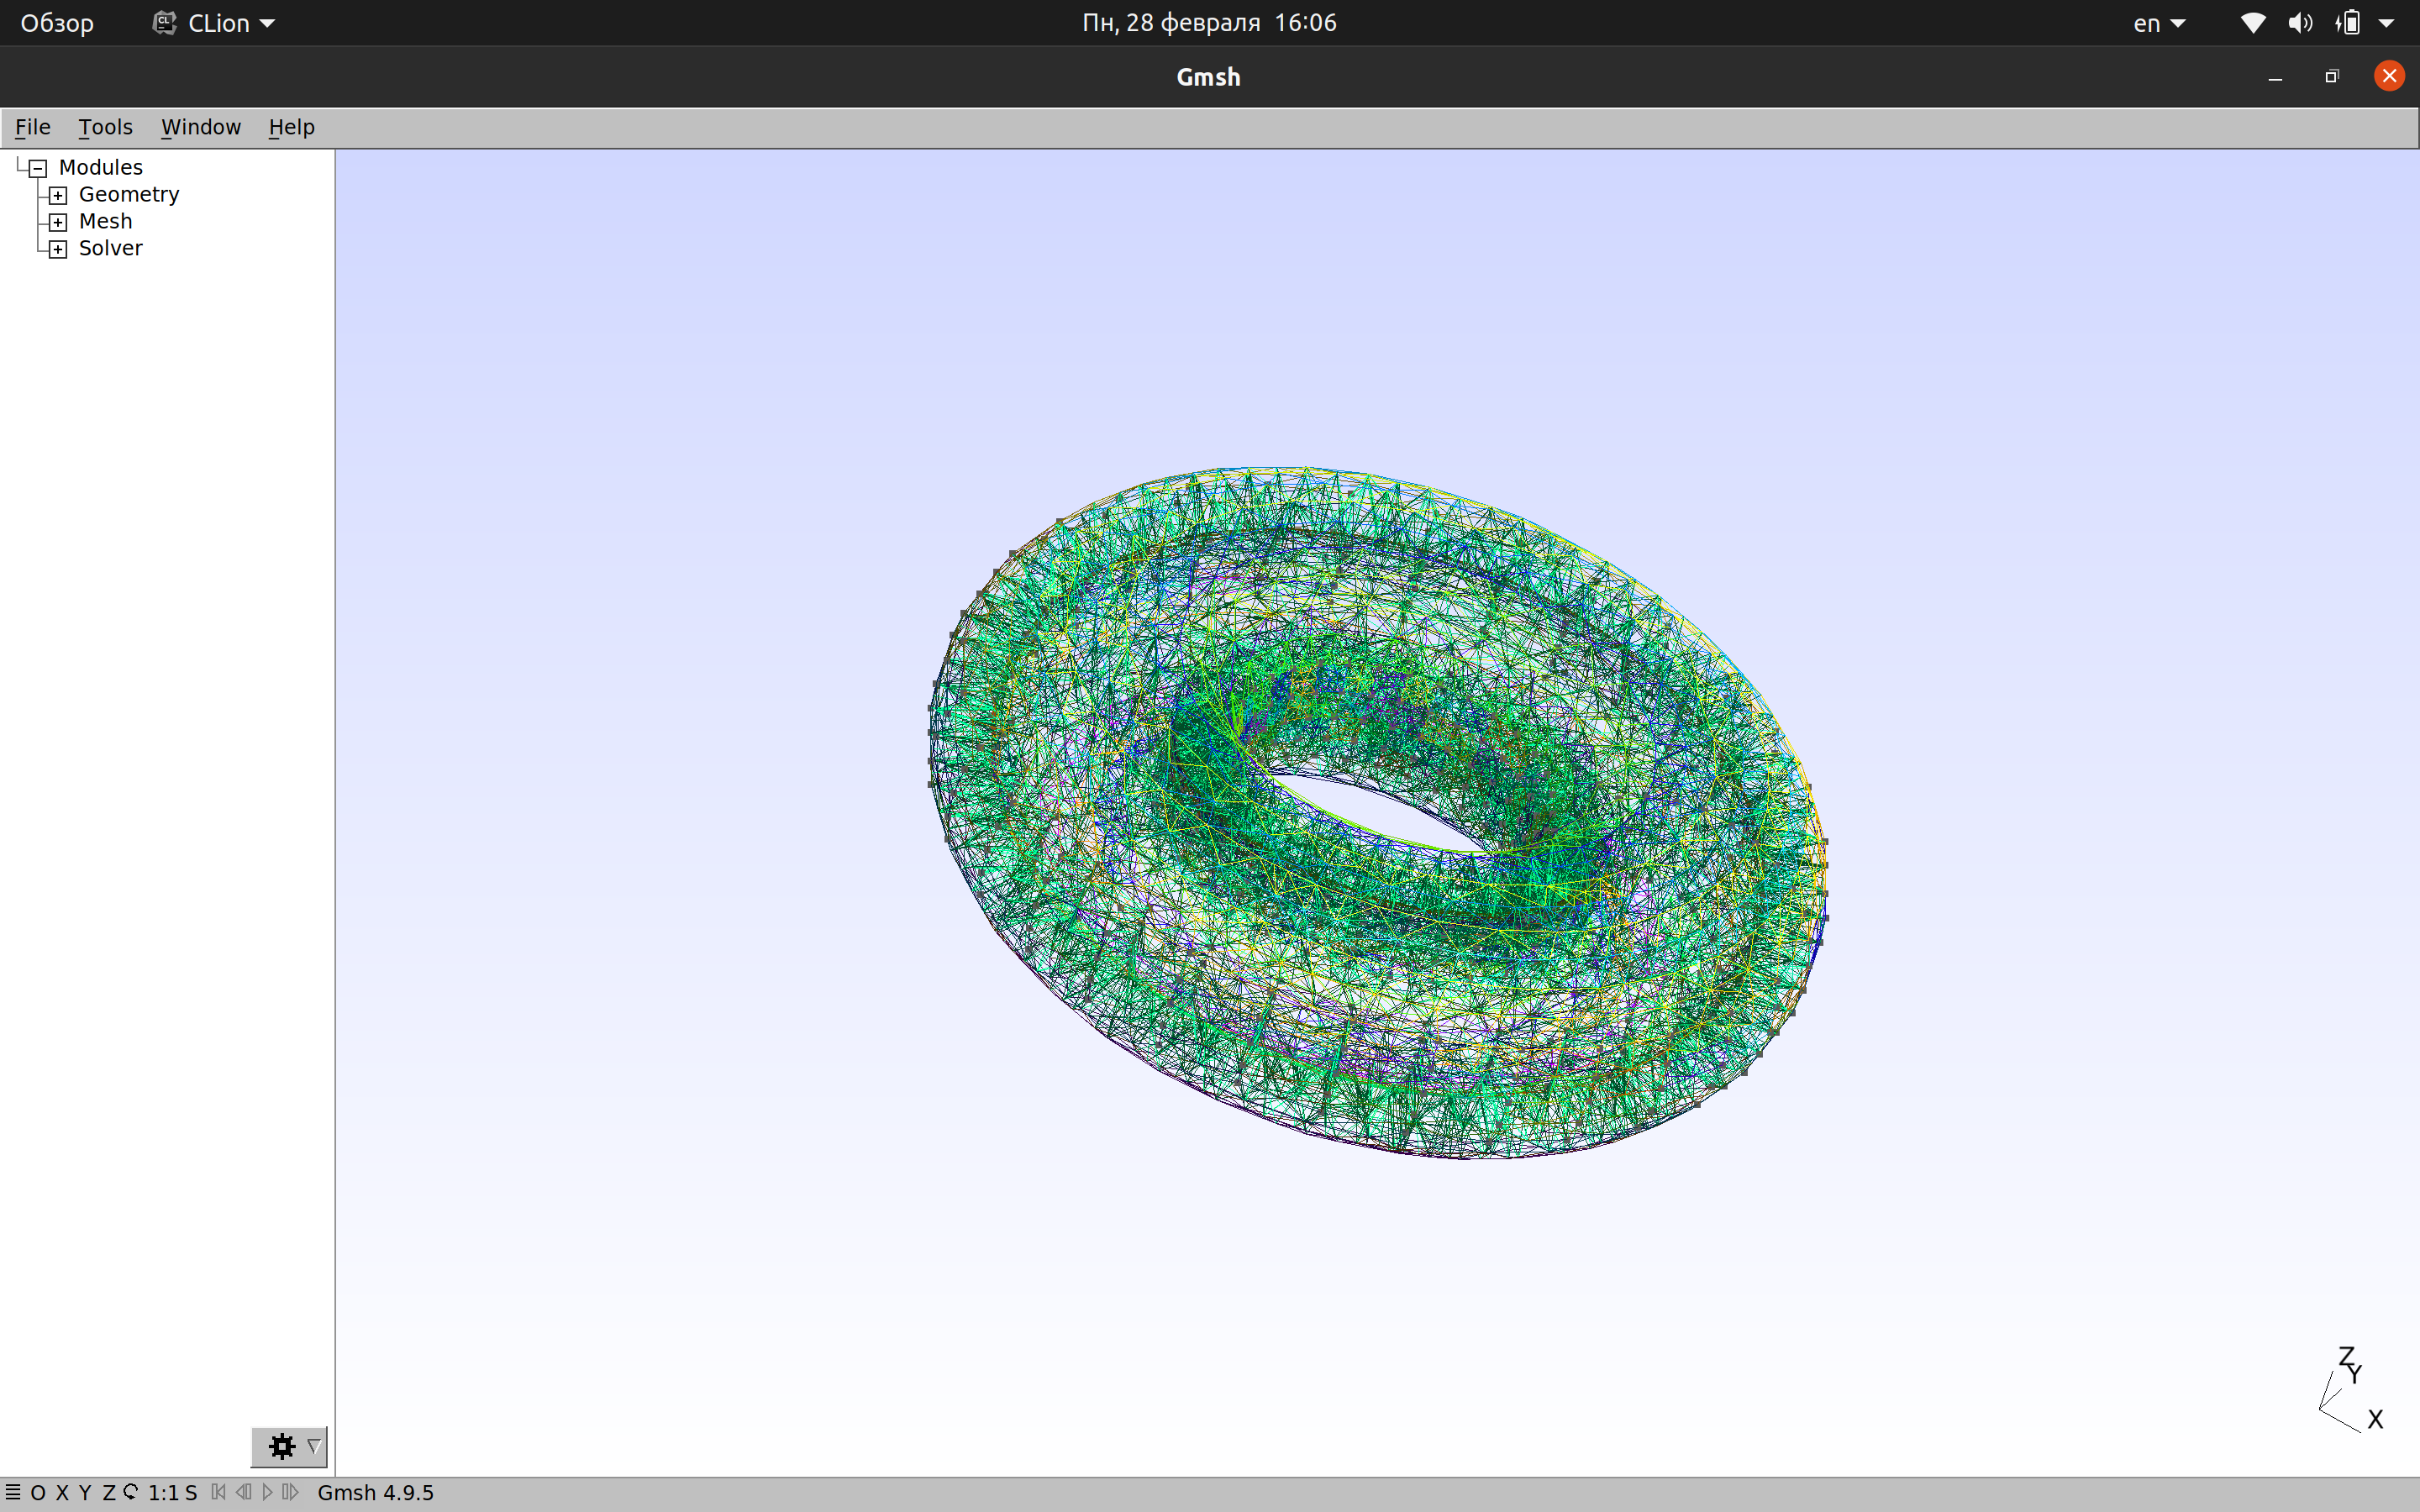 Обзор CLion Пн, 28 февраля 16:06 en
Gmsh
File Tools Window Help
Modules
Geometry
Mesh
Solver
Z
Y
X
O X Y Z 1:1 S Gmsh 4.9.5